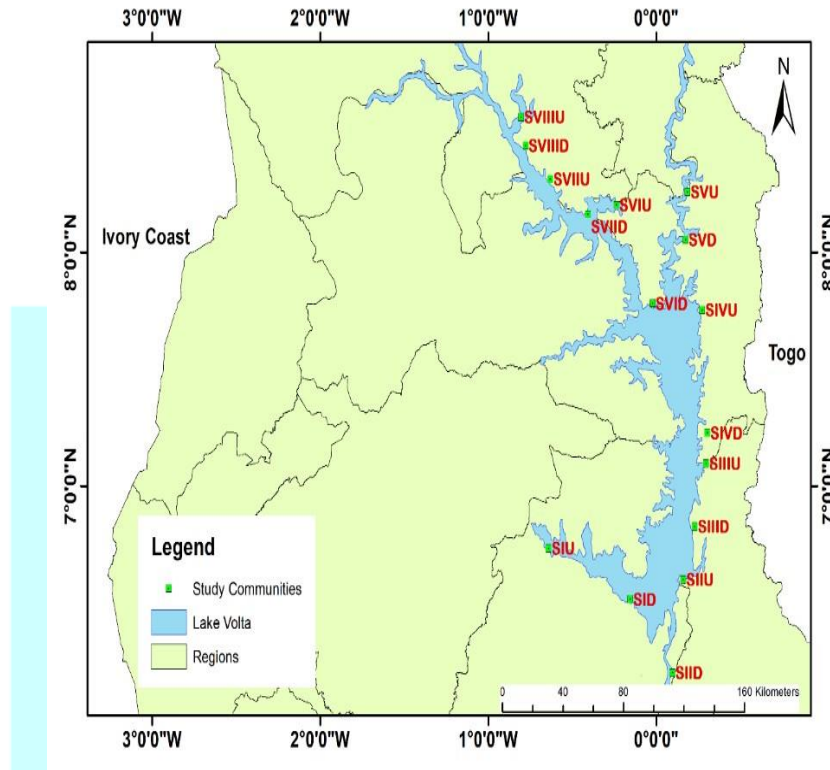 3°0'0"W 2°0'0"W 1°0'0"W 0°0'0"
N
SVIIIU
SVIIID
SVIIU
SVIU
SVU
SVIID
SVD
Ivory Coast
8°0'0"N
8°0'0"N
SVID
SIVU
Togo
SIVD
SIIIU
7°0'0"N
7°0'0"N
SIIID
SIU
SIIU
SID
SIID
Legend
Study Communities
Lake Volta
Regions
0 40 80 160 Kilometers
3°0'0"W 2°0'0"W 1°0'0"W 0°0'0"